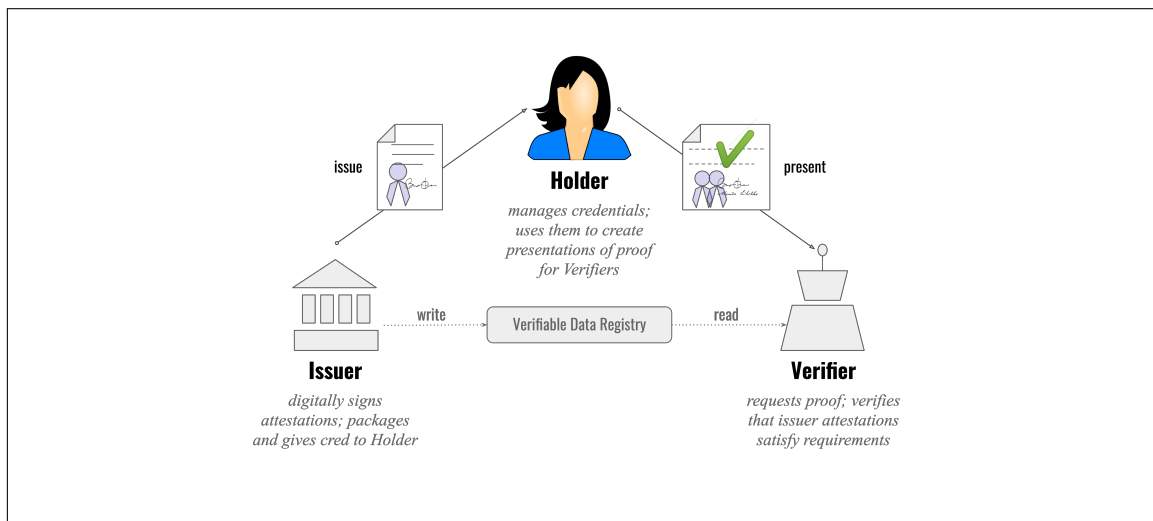 issue
present
Holder
manages credentials;
uses them to create
presentations of proof
for Verifiers
write
Verifiable Data Registry
read
Issuer
digitally signs
attestations; packages
and gives cred to Holder
Verifier
requests proof; verifies
that issuer attestations
satisfy requirements